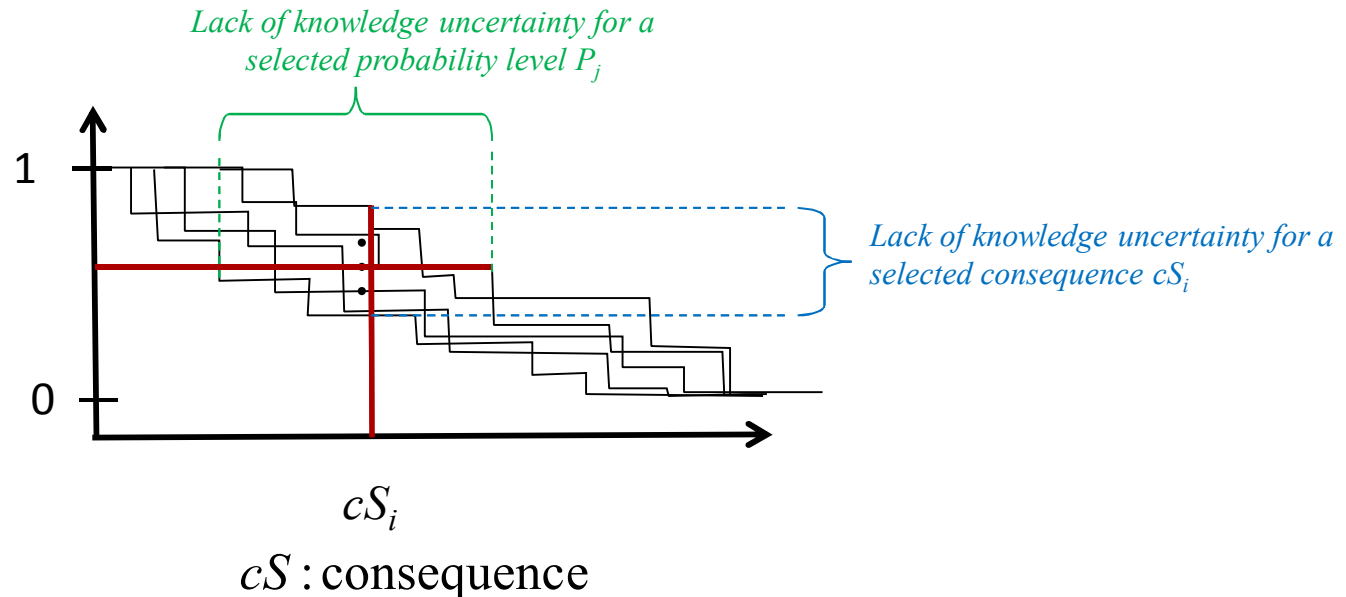 Lack of knowledge uncertainty for a
selected probability level Pj
1
Lack of knowledge uncertainty for a
selected consequence cSi
0
cSi
cS : consequence